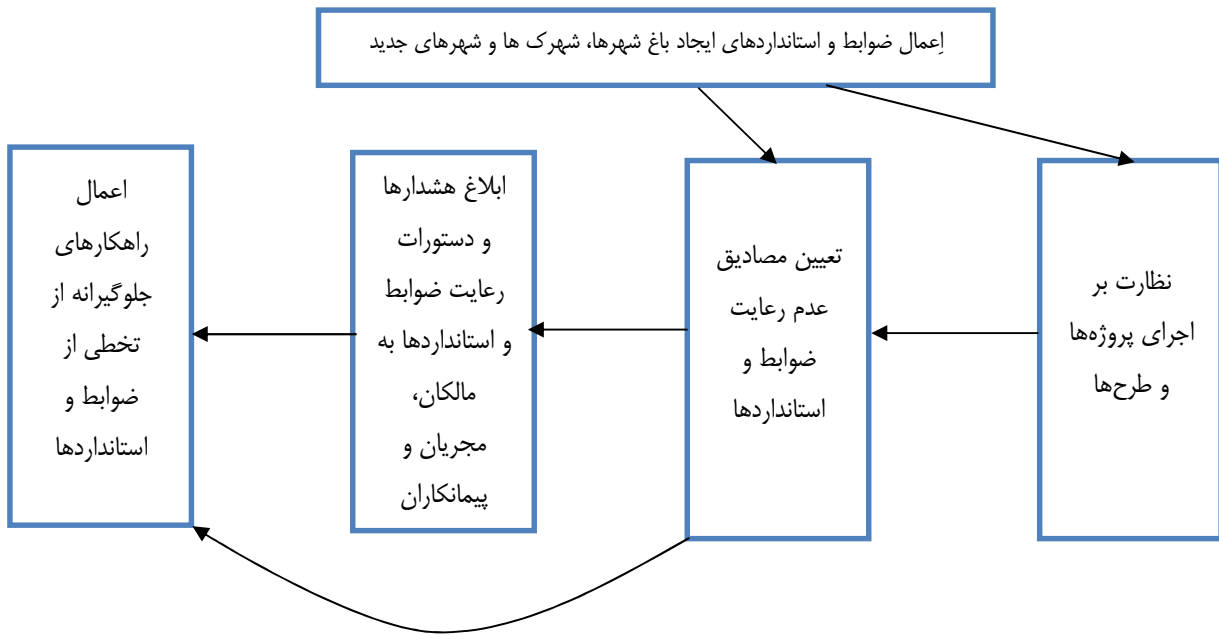 اِعمال ضوابط و استانداردهای ایجاد باغ شهرها، شهرک ها و شهرهای جدید
نظارت بر
اجرای پروژه‌ها
و طرح‌ها
تعیین مصادیق
عدم رعایت
ضوابط و
استانداردها
ابلاغ هشدارها
و دستورات
رعایت ضوابط
و استانداردها به
مالکان،
مجریان و
پیمانکاران
اعمال
راهکارهای
جلوگیرانه از
تخطی از
ضوابط و
استانداردها